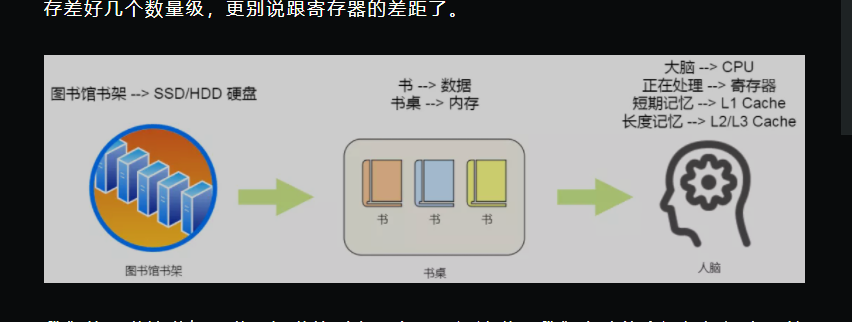 存差好几个数量级，更别说跟寄存器的差距了。
图书馆书架 --> SSD/HDD 硬盘
书 --> 数据
书桌 --> 内存
大脑 --> CPU
正在处理 --> 寄存器
短期记忆 --> L1 Cache
长度记忆 --> L2/L3 Cache
书
书
书
图书馆书架
书桌
人脑